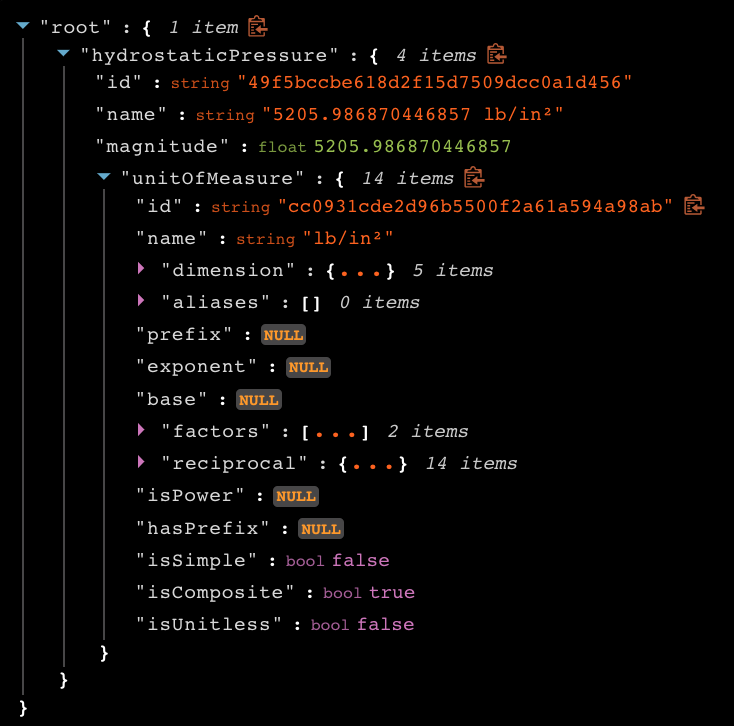 "root" : { 1 item
"hydrostaticPressure" : { 4 items
"id" : string "49f5bccbe618d2f15d7509dcc0a1d456"
"name" : string "5205.986870446857 lb/in²"
"magnitude" : float 5205.986870446857
"unitOfMeasure" : { 14 items
"id" : string "cc0931cde2d96b5500f2a61a594a98ab"
"name" : string "lb/in²"
"dimension" : {...} 5 items
"aliases" : [] 0 items
"prefix" : NULL
"exponent" : NULL
"base" : NULL
"factors" : [...] 2 items
"reciprocal" : {...} 14 items
"isPower" : NULL
"hasPrefix" : NULL
"isSimple" : bool false
"isComposite" : bool true
"isUnitless" : bool false
}
}
}